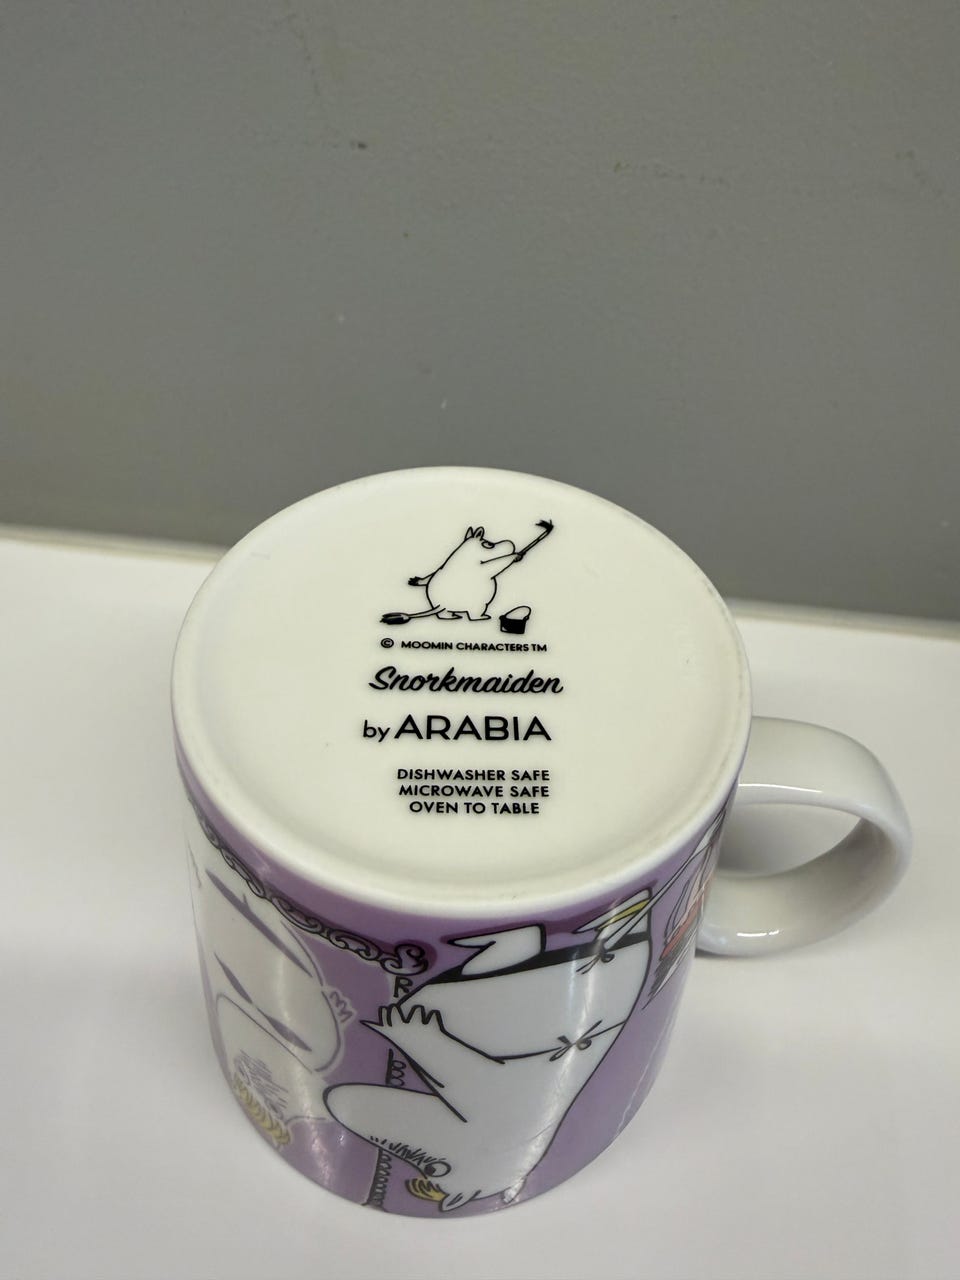 © MOOMIN CHARACTERS TM
Snorkmaiden
by ARABIA
DISHWASHER SAFE
MICROWAVE SAFE
OVEN TO TABLE